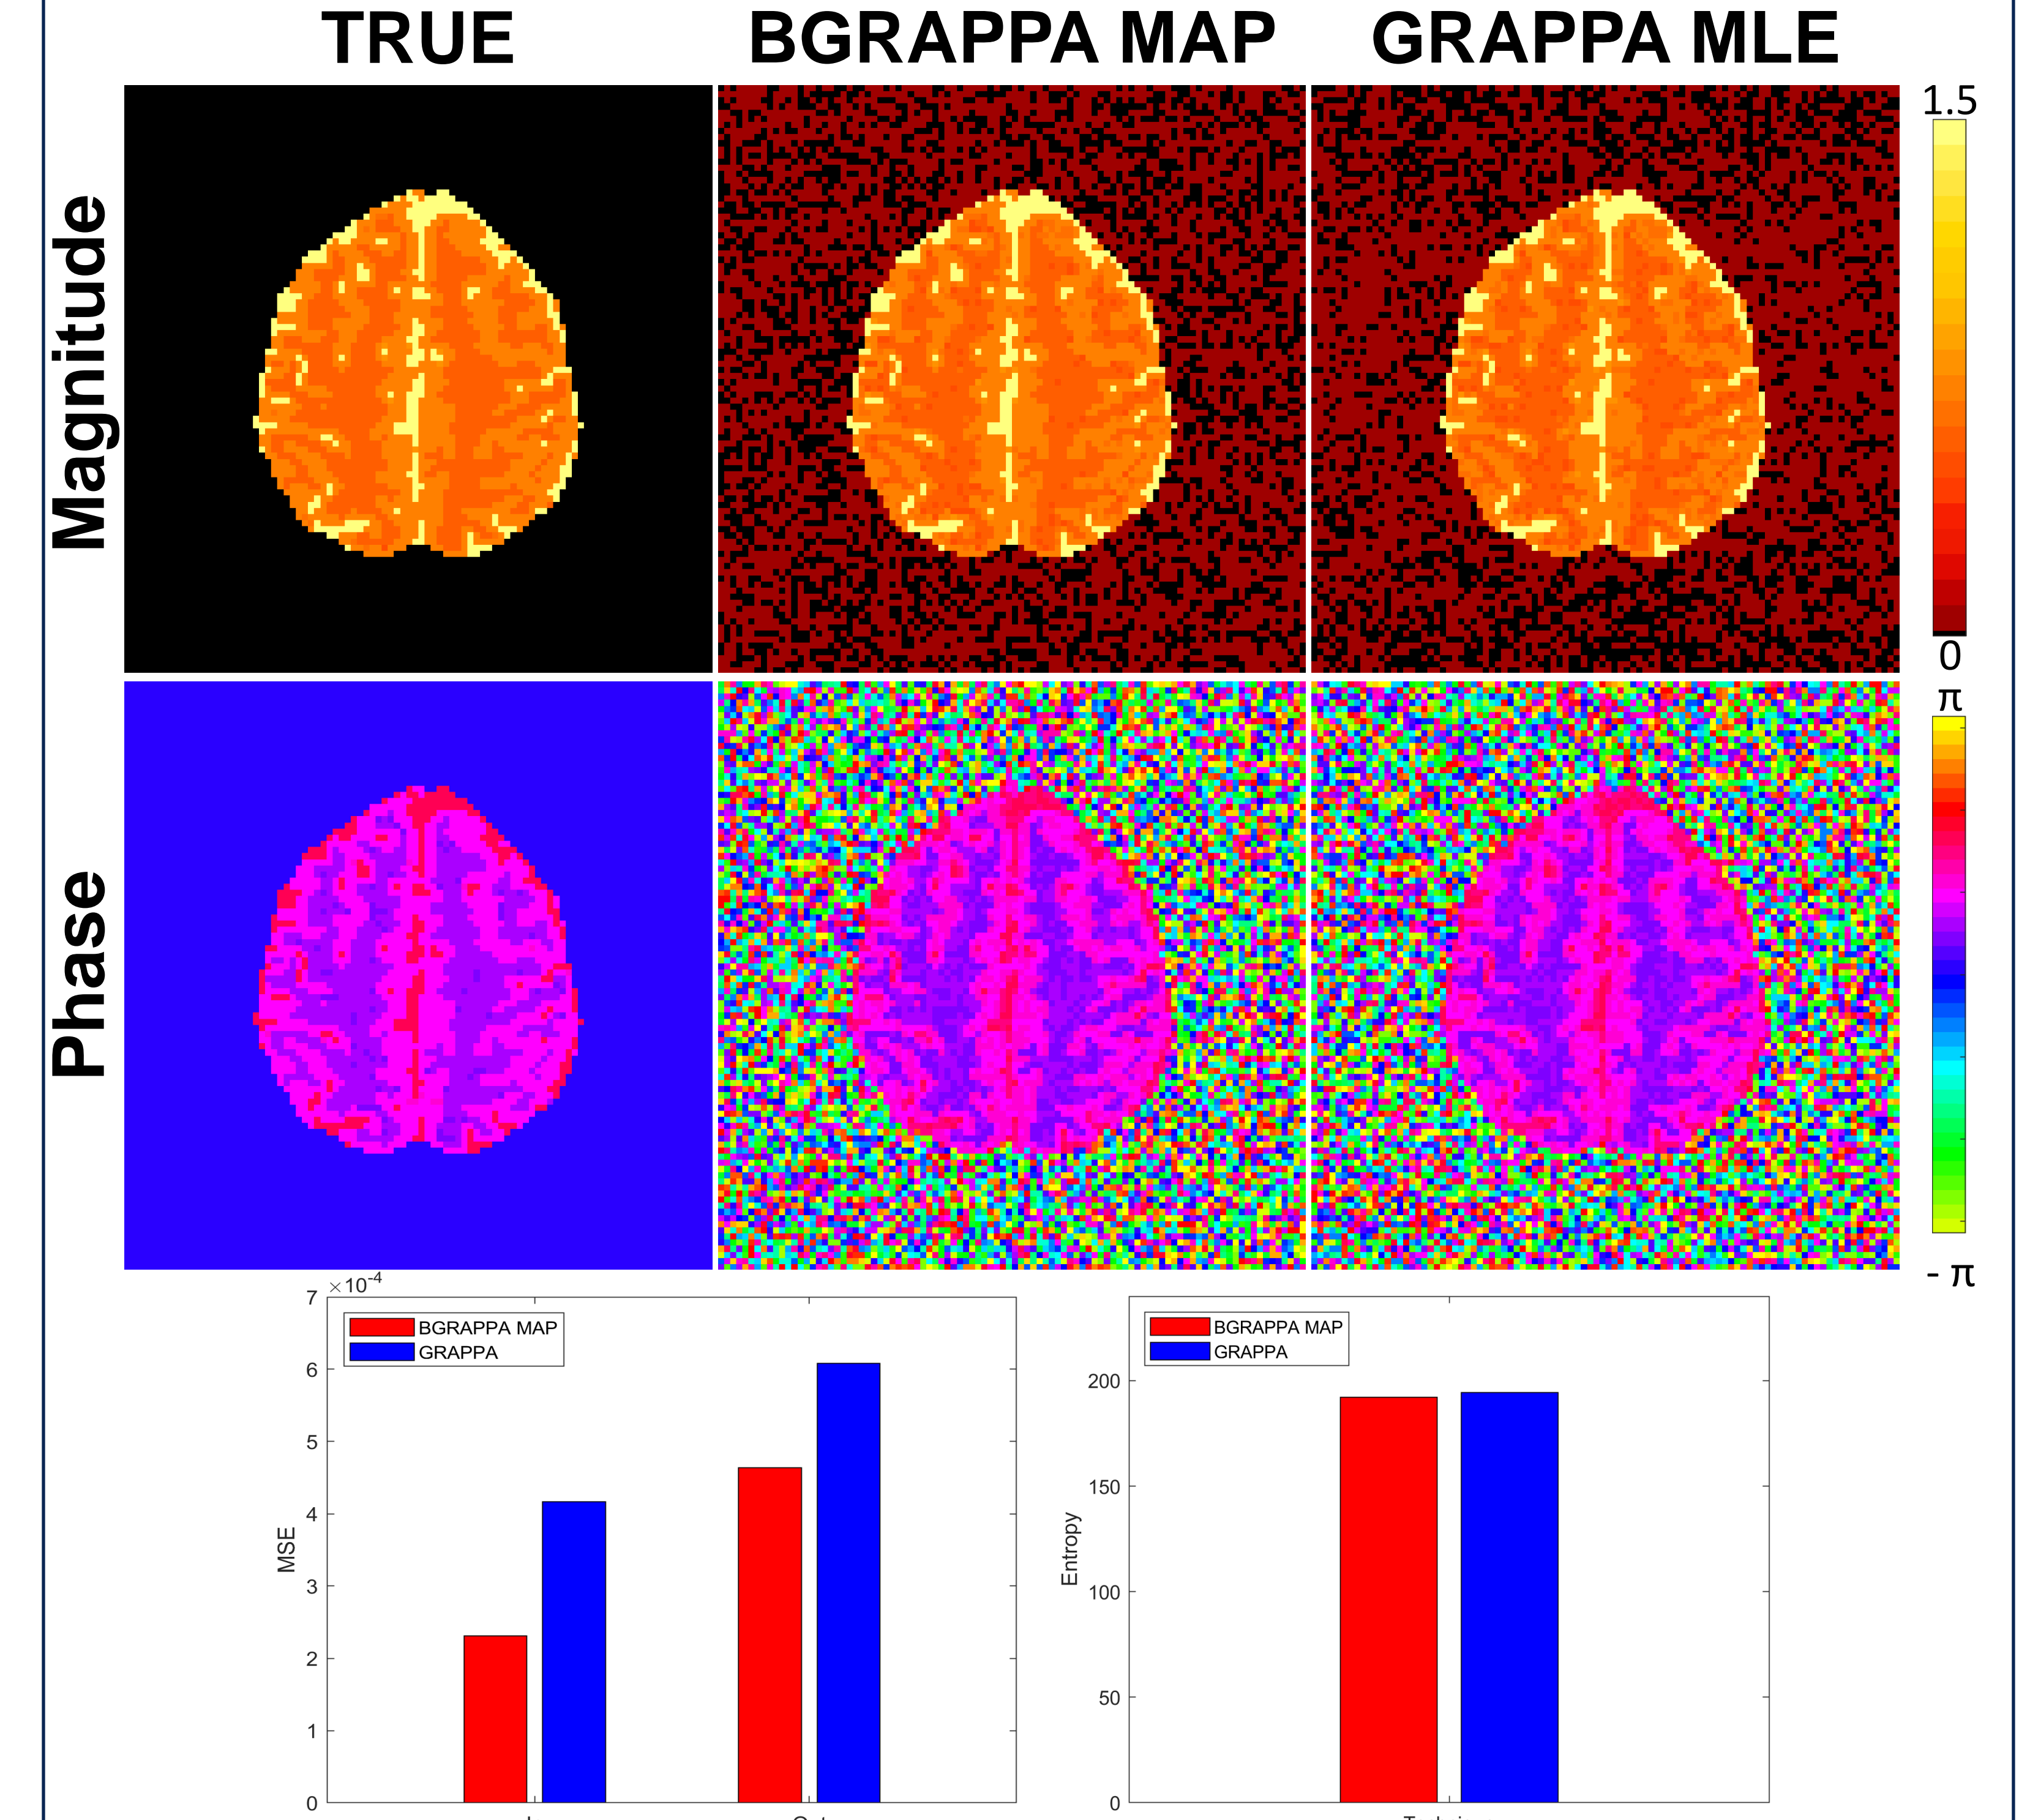 TRUE BGRAPPA MAP GRAPPA MLE
Magnitude
1.5
0
Phase
π
- π
×10-4
7
6
5
4
3
2
1
0
MSE
BGRAPPA MAP
GRAPPA
200
150
100
50
0
Entropy
BGRAPPA MAP
GRAPPA